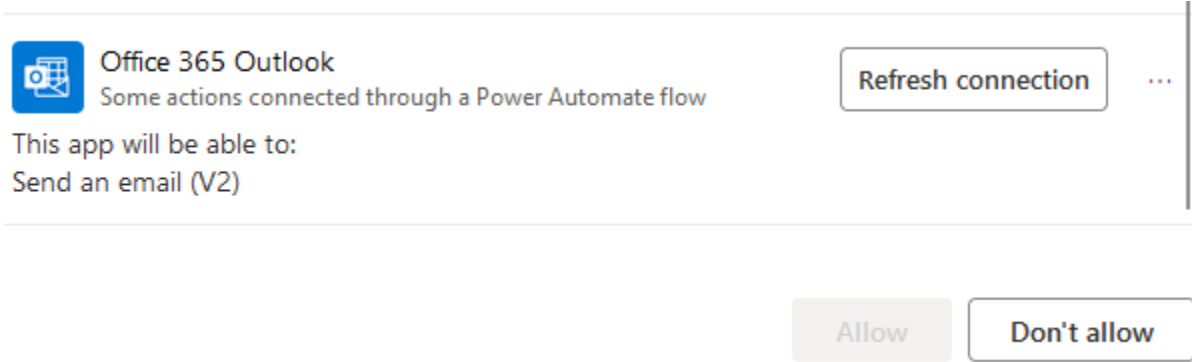 Office 365 Outlook
Some actions connected through a Power Automate flow
Refresh connection
...
This app will be able to:
Send an email (V2)
Allow
Don't allow